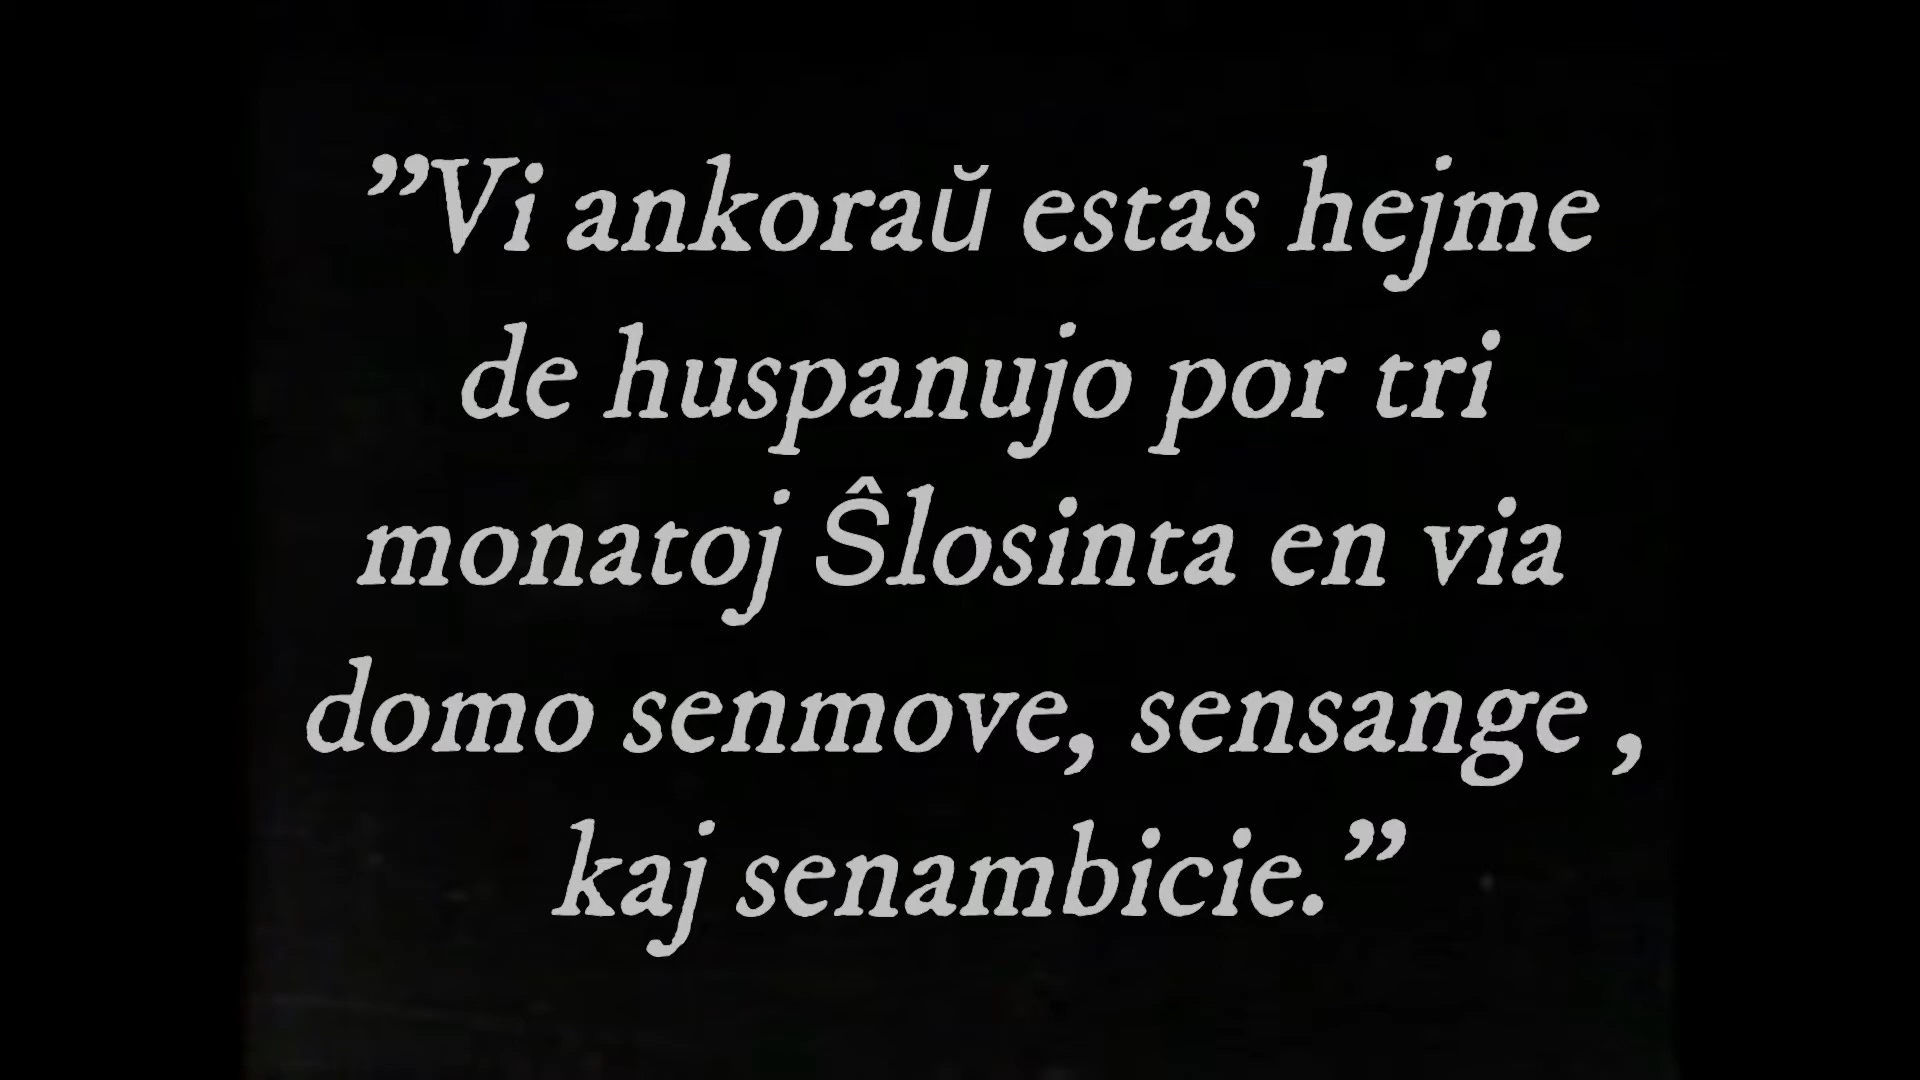 ”Vi ankoraŭ estas hejme
de huspanujo por tri
monatoj Ŝlosinta en via
domo senmove, sensange ,
kaj senambicie.”